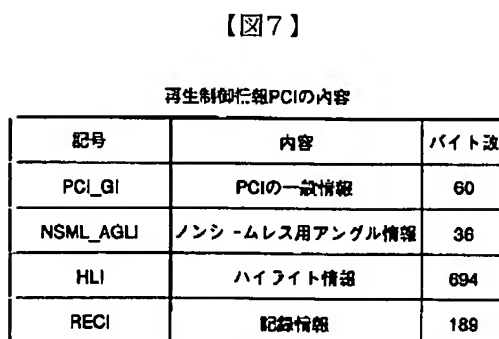 【図7】
再生制御情報PCIの内容
記号 内容 バイト数
PCI_GI PCIの一般情報 60
NSML_AGLI ノンシームレス用アングル情報 36
HLI ハイライト情報 694
RECI 記録情報 189